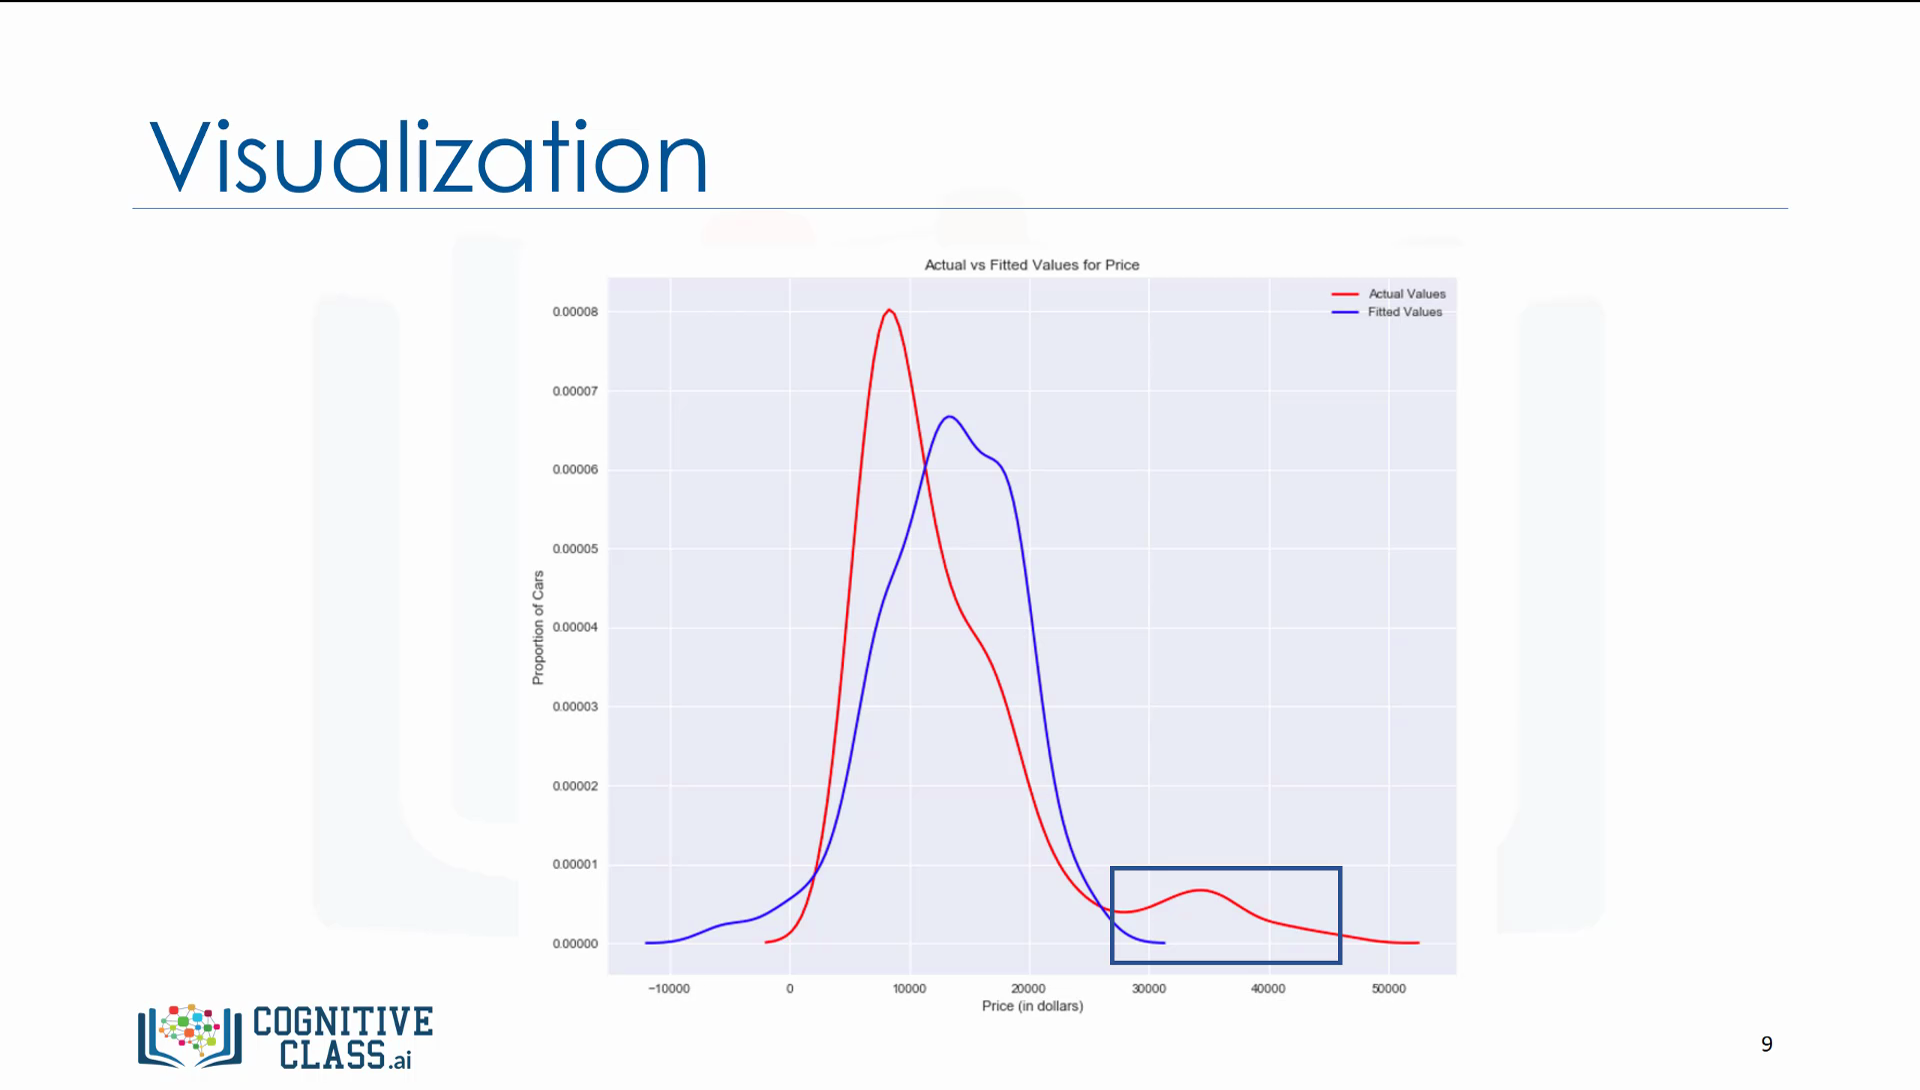 Visualization
Actual vs Fitted Values for Price
Actual Values
Fitted Values
0.00008
0.00007
0.00006
0.00005
0.00004
0.00003
0.00002
0.00001
0.00000
Proportion of Cars
−10000 0 10000 20000 30000 40000 50000
Price (in dollars)
COGNITIVE
CLASS.ai
9